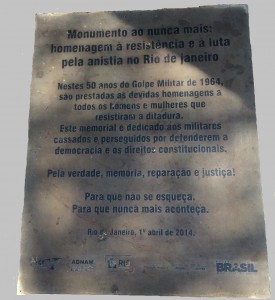 Monumento ao nunca mais:
homenagem à resistência e a luta
pela anistia no Rio de janeiro
Nestes 50 anos do Golpe Militar de 1964,
são prestadas as devidas homenagens a
todos os homens e mulheres que
resistiram à ditadura.
Este memorial é dedicado aos militares
cassados e perseguidos por defenderem a
democracia e os direitos constitucionais.
Pela verdade, memória, reparação e justiça!
Para que não se esqueça.
Para que nunca mais aconteça.
Rio de Janeiro, 1º abril de 2014
ADNAM
RIO
BRASIL